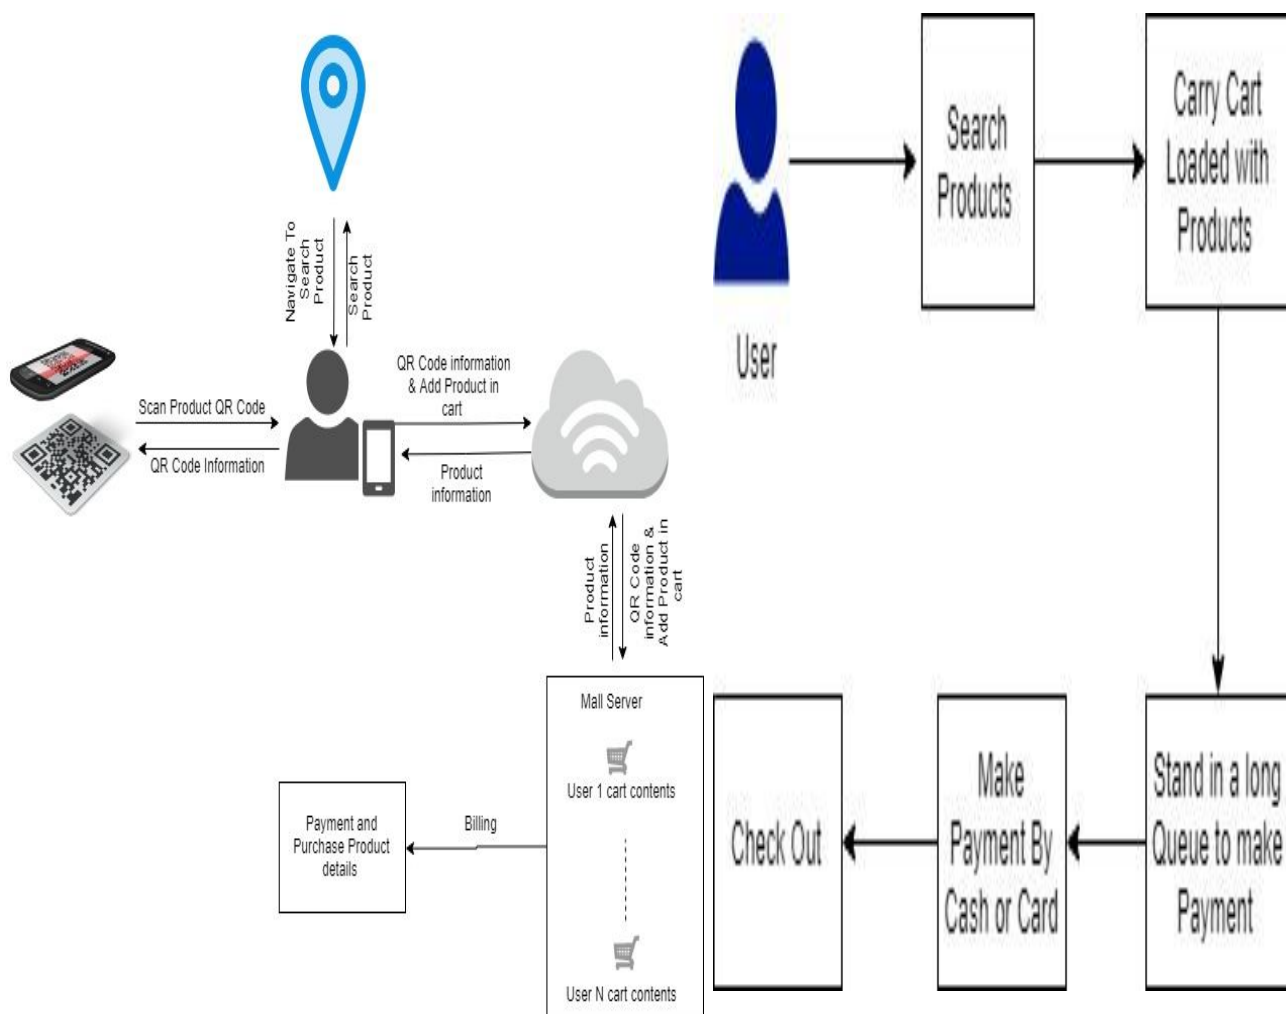 Navigate To
Search
Product
Search
Product
Scan Product QR Code
QR Code Information
QR Code information
& Add Product in
cart
Product
information
Product
information
QR Code
information &
Add Product in
cart
Mall Server
User 1 cart contents
User N cart contents
Billing
Payment and
Purchase Product
details
User
Search
Products
Carry Cart
Loaded with
Products
Stand in a long
Queue to make
Payment
Make
Payment By
Cash or Card
Check Out